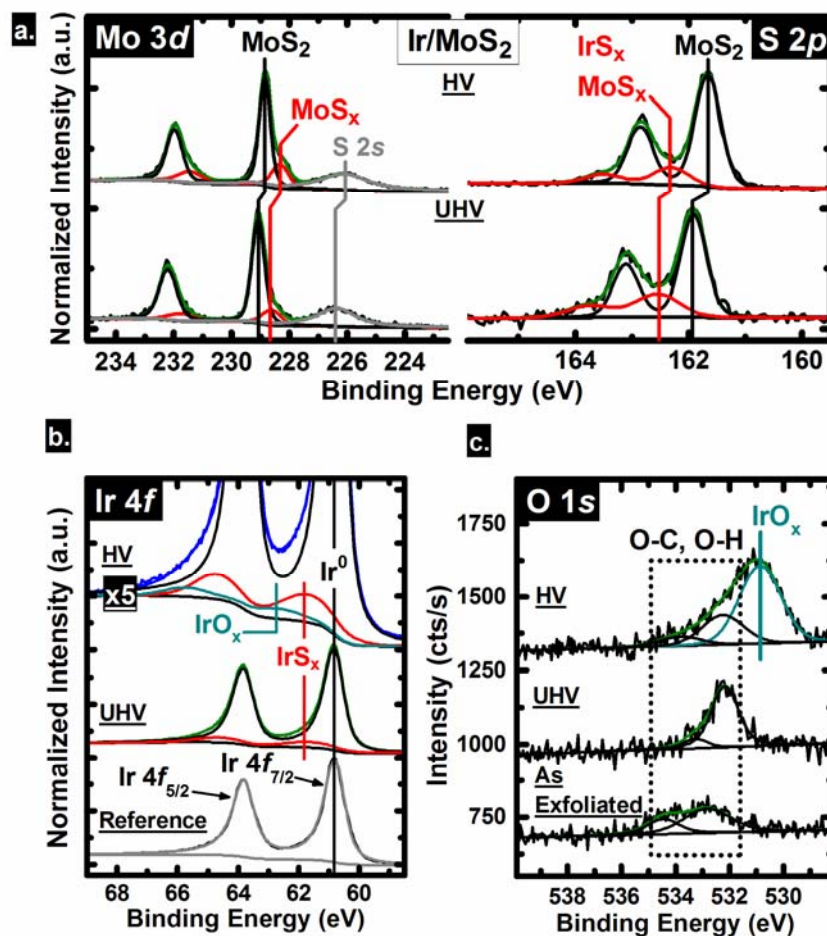 a.
Mo 3d
Ir/MoS2
S 2p
MoS2
HV
MoSx
S 2s
UHV
IrSx
MoSx
MoS2
HV
UHV
Normalized Intensity (a.u.)
234 232 230 228 226 224
164 162 160
Binding Energy (eV)
b.
Ir 4f
HV
x5
Ir0
IrOx
IrSx
UHV
Ir 4f5/2
Ir 4f7/2
Reference
Normalized Intensity (a.u.)
68 66 64 62 60
Binding Energy (eV)
c.
O 1s
1750
O-C, O-H
IrOx
HV
1500
1250
UHV
1000
As
Exfoliated
750
Intensity (cts/s)
538 536 534 532 530
Binding Energy (eV)